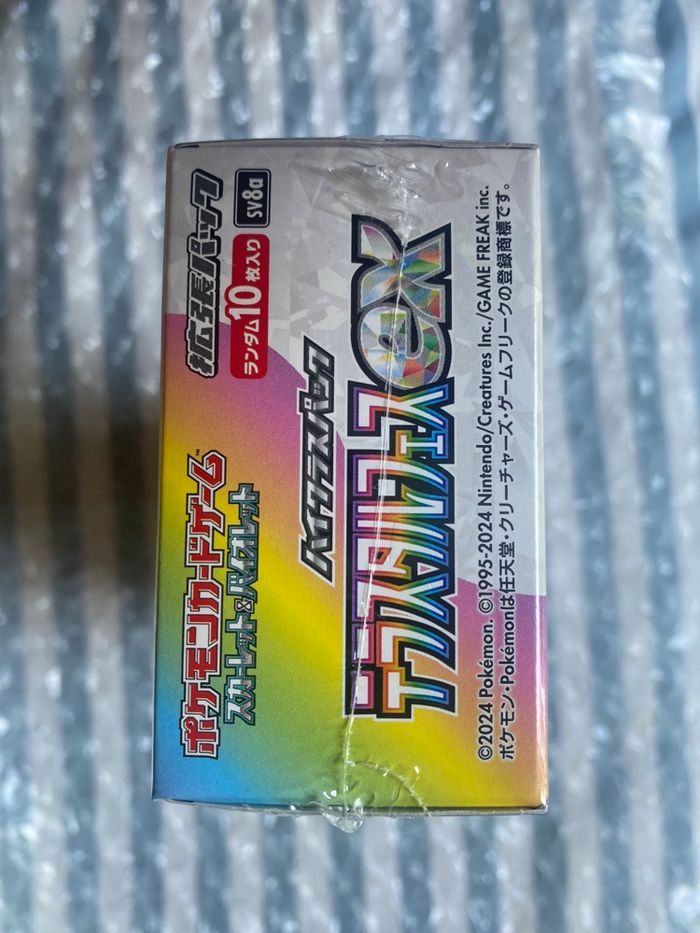 ポケモンカードゲーム™
スカーレット&バイオレット
拡張パック
ランダム10枚入り
SV8a
ハイクラスパック
テラスタルフェスex
©2024 Pokémon. ©1995-2024 Nintendo/Creatures Inc./GAME FREAK inc.
ポケモン・Pokémonは任天堂・クリーチャーズ・ゲームフリークの登録商標です。